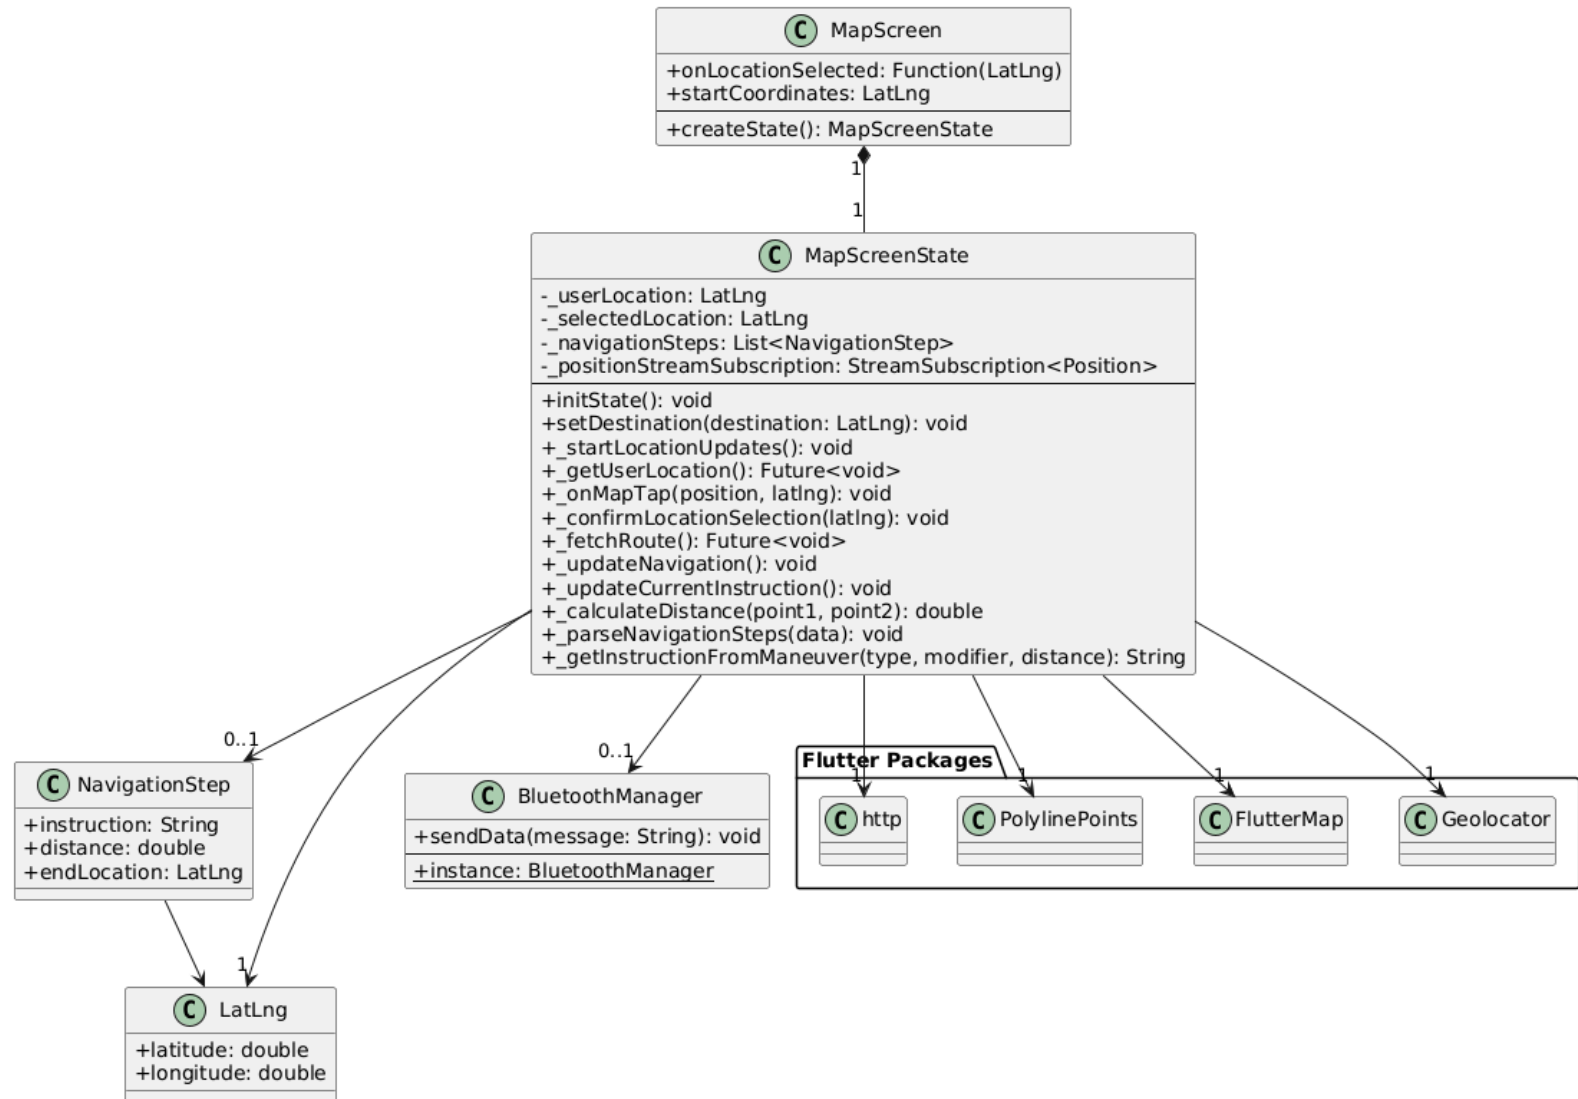 C MapScreen
+onLocationSelected: Function(LatLng)
+startCoordinates: LatLng
+createState(): MapScreenState
1
1
C MapScreenState
-_userLocation: LatLng
-_selectedLocation: LatLng
-_navigationSteps: List<NavigationStep>
-_positionStreamSubscription: StreamSubscription<Position>
+initState(): void
+setDestination(destination: LatLng): void
+_startLocationUpdates(): void
+_getUserLocation(): Future<void>
+_onMapTap(position, latlng): void
+_confirmLocationSelection(latlng): void
+_fetchRoute(): Future<void>
+_updateNavigation(): void
+_updateCurrentInstruction(): void
+_calculateDistance(point1, point2): double
+_parseNavigationSteps(data): void
+_getInstructionFromManeuver(type, modifier, distance): String
0..1
0..1
Flutter Packages
1
1
1
1
C NavigationStep
+instruction: String
+distance: double
+endLocation: LatLng
C BluetoothManager
+sendData(message: String): void
+instance: BluetoothManager
C http
C PolylinePoints
C FlutterMap
C Geolocator
1
C LatLng
+latitude: double
+longitude: double